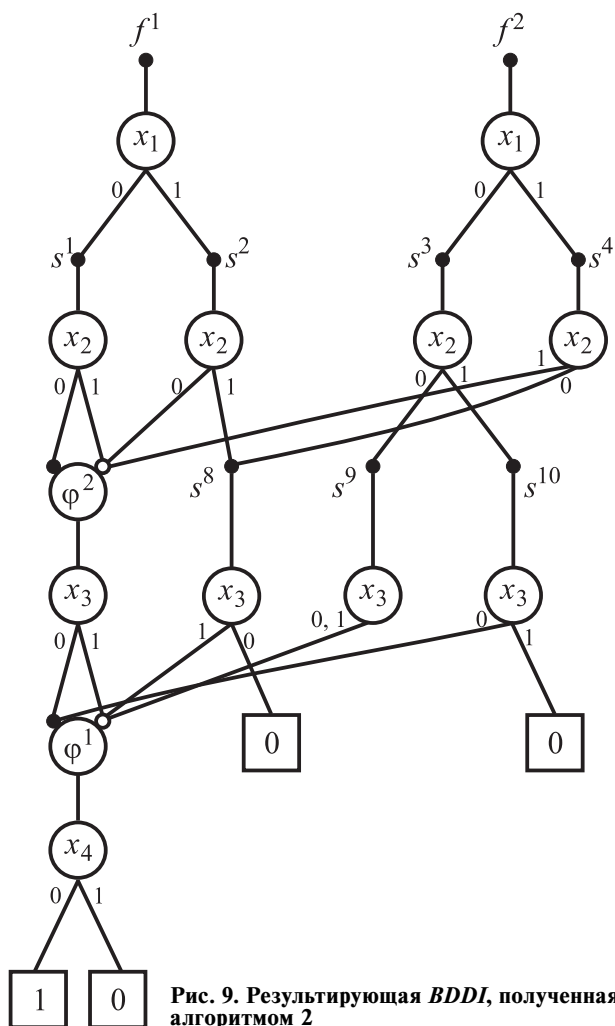 f¹ f²
x₁ x₁
0 1 0 1
s¹ s² s³ s⁴
x₂ x₂ x₂ x₂
0 1 0 1 0 1 1 0
φ² s⁸ s⁹ s¹⁰
x₃ x₃ x₃ x₃
0 1 1 0 0, 1 0 1
φ¹ 0 0
x₄
0 1
1 0
Рис. 9. Результирующая BDDI, полученная
алгоритмом 2